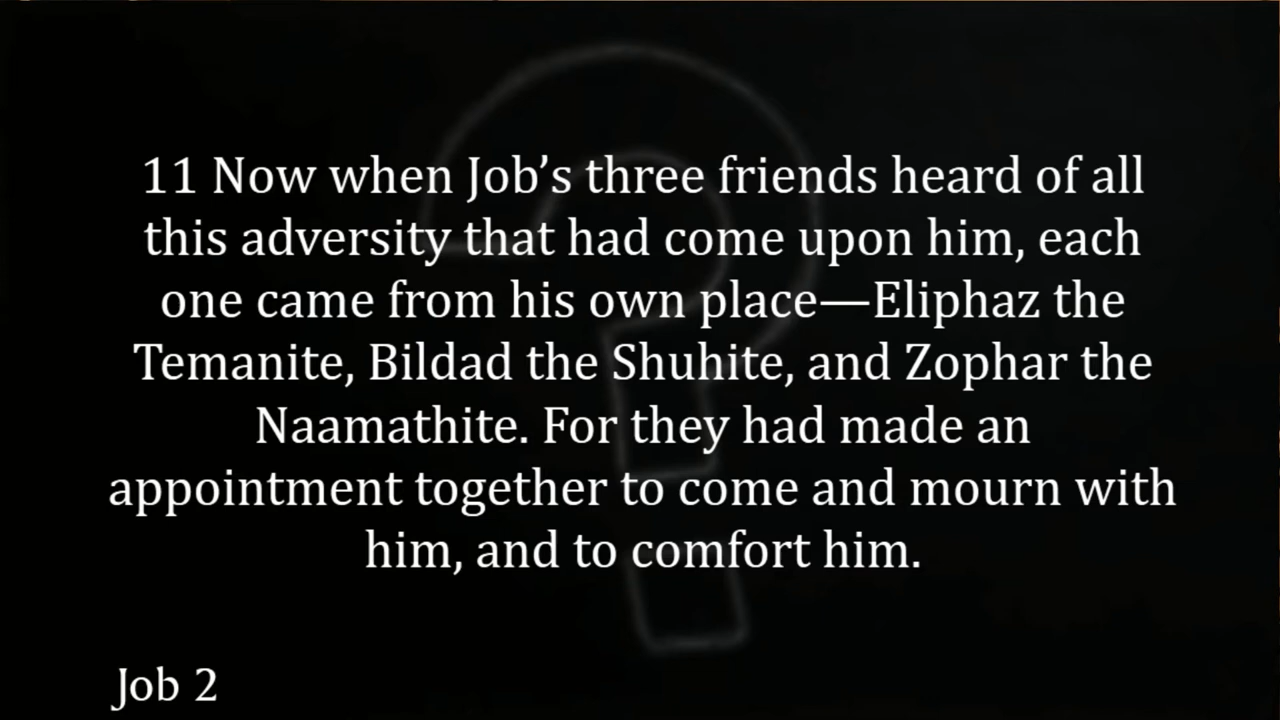 11 Now when Job’s three friends heard of all
this adversity that had come upon him, each
one came from his own place—Eliphaz the
Temanite, Bildad the Shuhite, and Zophar the
Naamathite. For they had made an
appointment together to come and mourn with
him, and to comfort him.
Job 2